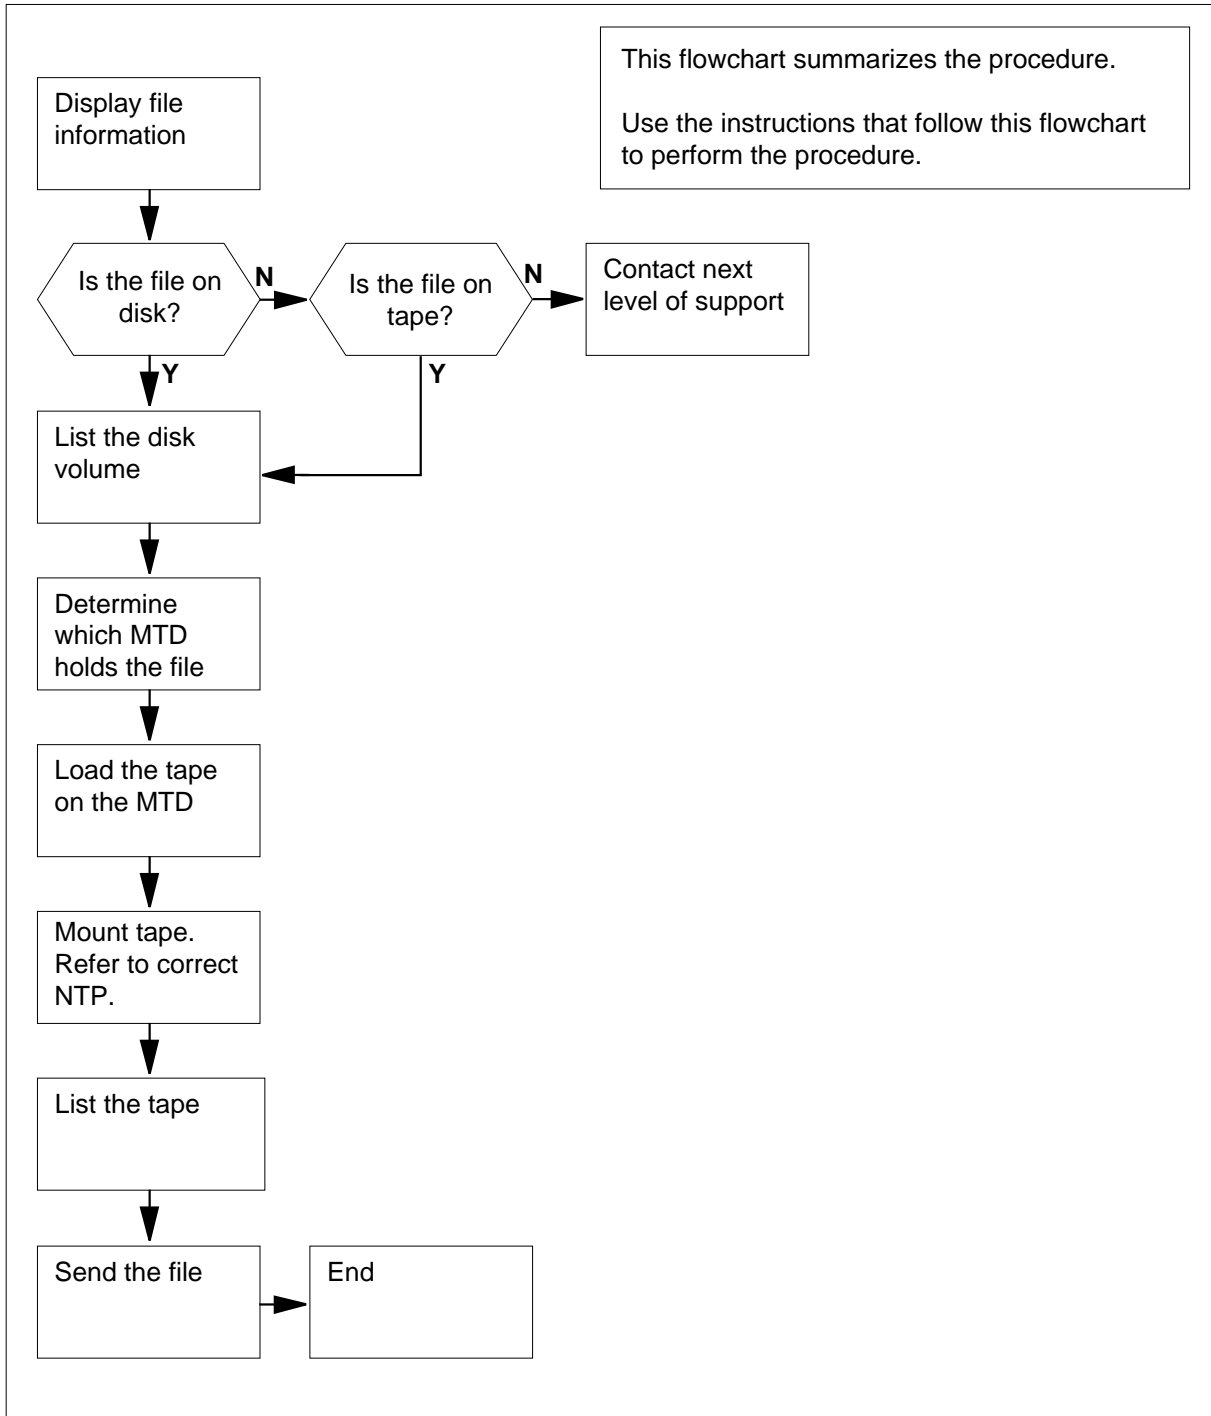 This flowchart summarizes the procedure.
Use the instructions that follow this flowchart
to perform the procedure.
Display file
information
Is the file on
disk?
N
Is the file on
tape?
N
Contact next
level of support
Y
Y
List the disk
volume
Determine
which MTD
holds the file
Load the tape
on the MTD
Mount tape.
Refer to correct
NTP.
List the tape
Send the file
End